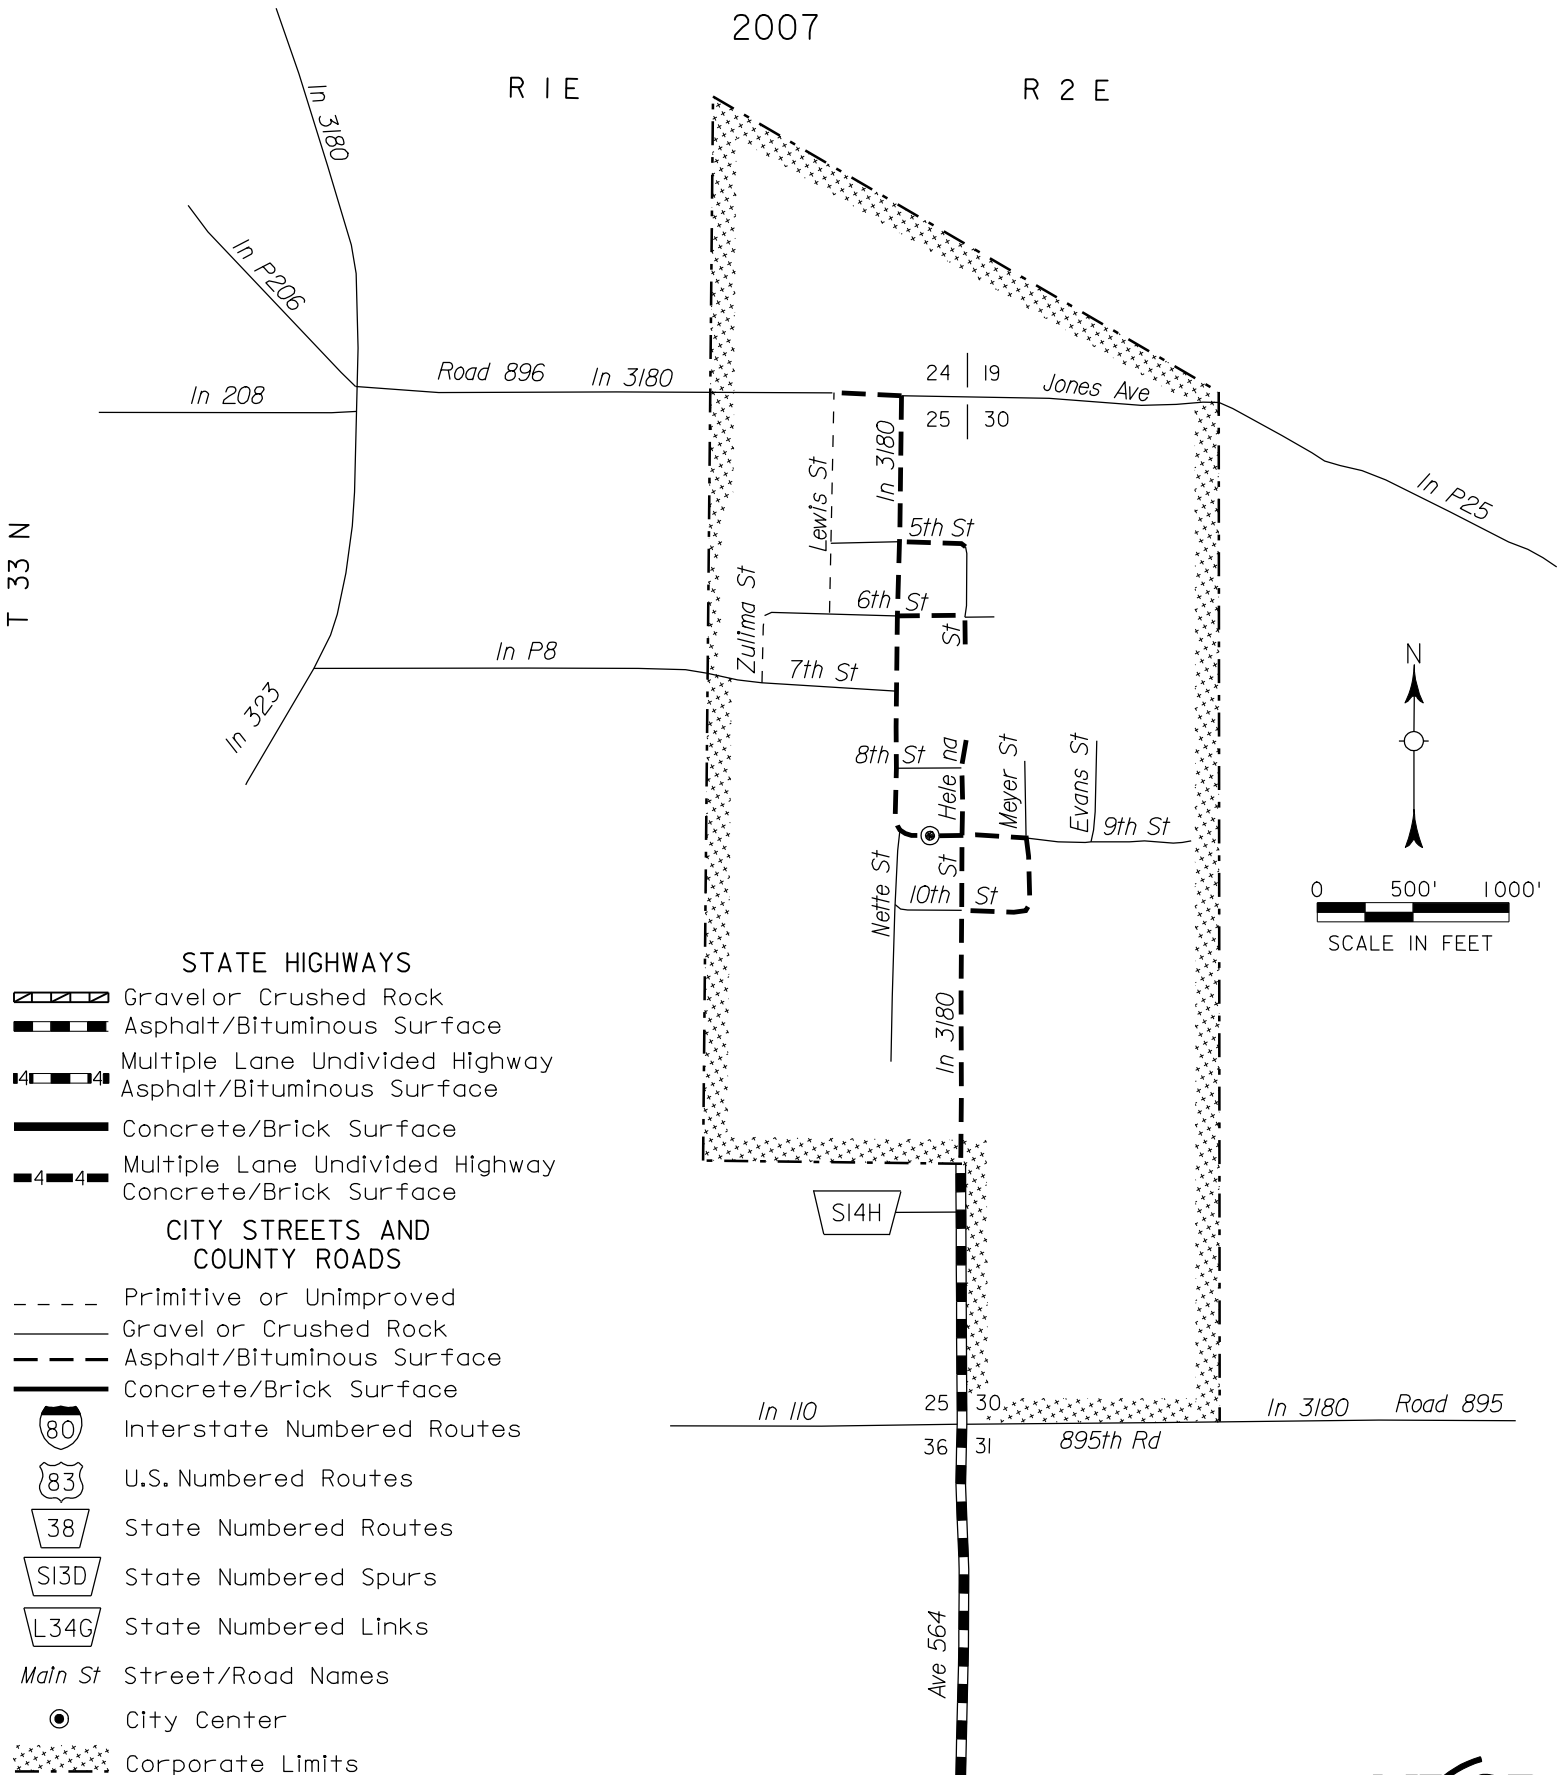 2007
R 1 E
R 2 E
In 3180
In P206
Road 896
In 3180
In 208
24
19
Jones Ave
25
30
In 3180
Lewis St
In P25
5th St
T 33 N
Zulima St
6th St
St
In P8
7th St
N
In 323
8th St
Hele na
Meyer St
Evans St
9th St
Nette St
St
10th St
0 500' 1000'
SCALE IN FEET
In 3180
STATE HIGHWAYS
Gravel or Crushed Rock
Asphalt/Bituminous Surface
4 4
Multiple Lane Undivided Highway
Asphalt/Bituminous Surface
Concrete/Brick Surface
4 4
Multiple Lane Undivided Highway
Concrete/Brick Surface
S14H
CITY STREETS AND
COUNTY ROADS
Primitive or Unimproved
Gravel or Crushed Rock
Asphalt/Bituminous Surface
Concrete/Brick Surface
80 Interstate Numbered Routes
83 U.S. Numbered Routes
38 State Numbered Routes
S13D State Numbered Spurs
L34G State Numbered Links
Main St Street/Road Names
City Center
Corporate Limits
In 110
25
30
In 3180
Road 895
36
31
895th Rd
Ave 564